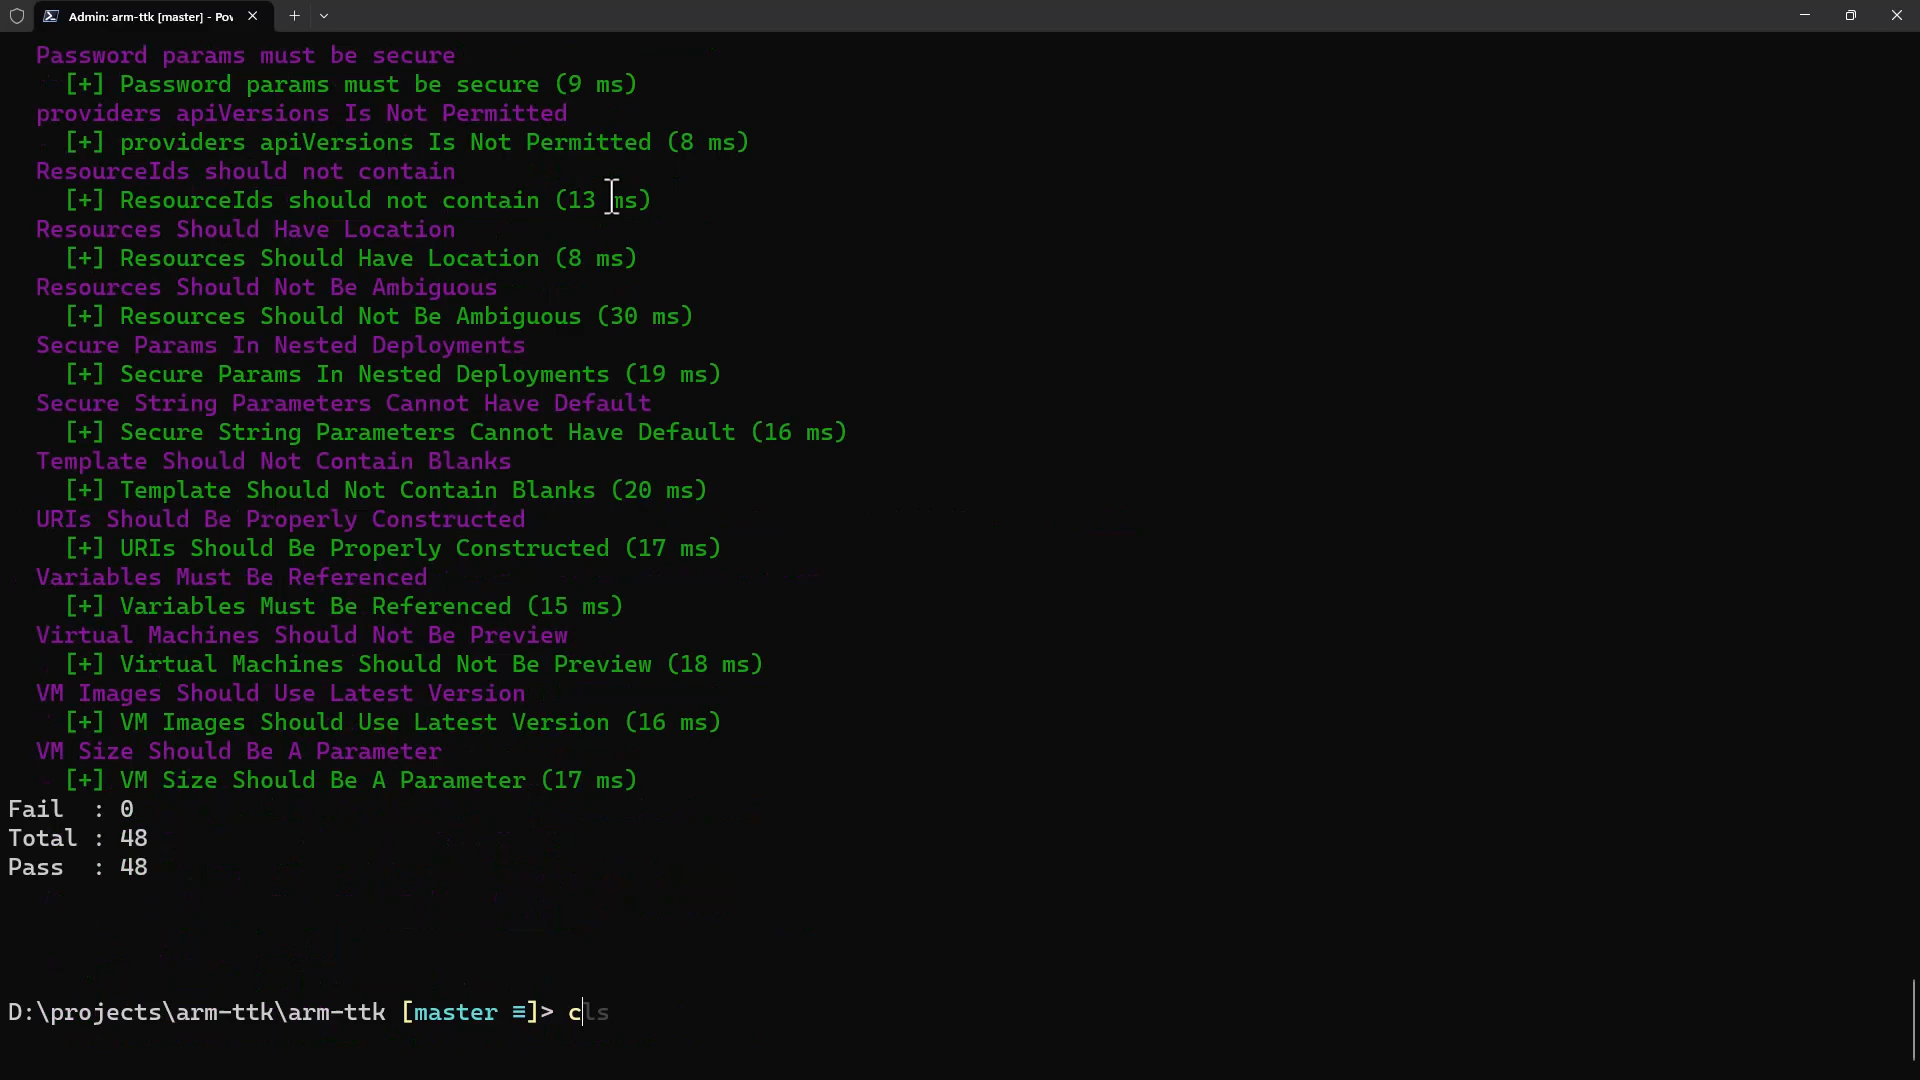 Admin: arm-ttk [master] - Pov
Password params must be secure
[+] Password params must be secure (9 ms)
providers apiVersions Is Not Permitted
[+] providers apiVersions Is Not Permitted (8 ms)
ResourceIds should not contain
[+] ResourceIds should not contain (13 ms)
Resources Should Have Location
[+] Resources Should Have Location (8 ms)
Resources Should Not Be Ambiguous
[+] Resources Should Not Be Ambiguous (30 ms)
Secure Params In Nested Deployments
[+] Secure Params In Nested Deployments (19 ms)
Secure String Parameters Cannot Have Default
[+] Secure String Parameters Cannot Have Default (16 ms)
Template Should Not Contain Blanks
[+] Template Should Not Contain Blanks (20 ms)
URIs Should Be Properly Constructed
[+] URIs Should Be Properly Constructed (17 ms)
Variables Must Be Referenced
[+] Variables Must Be Referenced (15 ms)
Virtual Machines Should Not Be Preview
[+] Virtual Machines Should Not Be Preview (18 ms)
VM Images Should Use Latest Version
[+] VM Images Should Use Latest Version (16 ms)
VM Size Should Be A Parameter
[+] VM Size Should Be A Parameter (17 ms)
Fail  : 0
Total : 48
Pass  : 48
D:\projects\arm-ttk\arm-ttk [master ≡]> cls